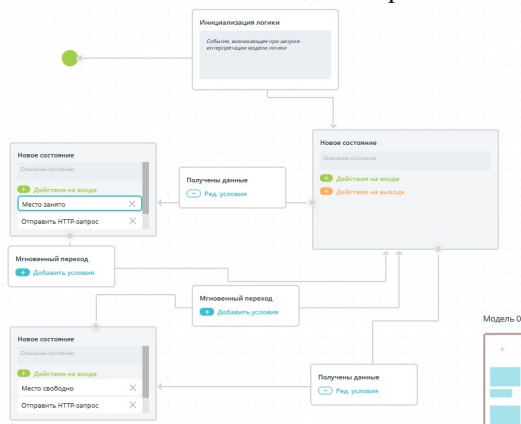 Инициализация логики
Событие, возникающее при запуске
интерпретации модели логики
Новое состояние
Описание состояния
Действия на входе
Действия на выходе
Новое состояние
Описание состояния
Действия на входе
Место занято
Отправить HTTP-запрос
Получены данные
Ред. условия
Мгновенный переход
Добавить условия
Мгновенный переход
Добавить условия
Новое состояние
Описание состояния
Действия на входе
Место свободно
Отправить HTTP-запрос
Получены данные
Ред. условия
Модель 0